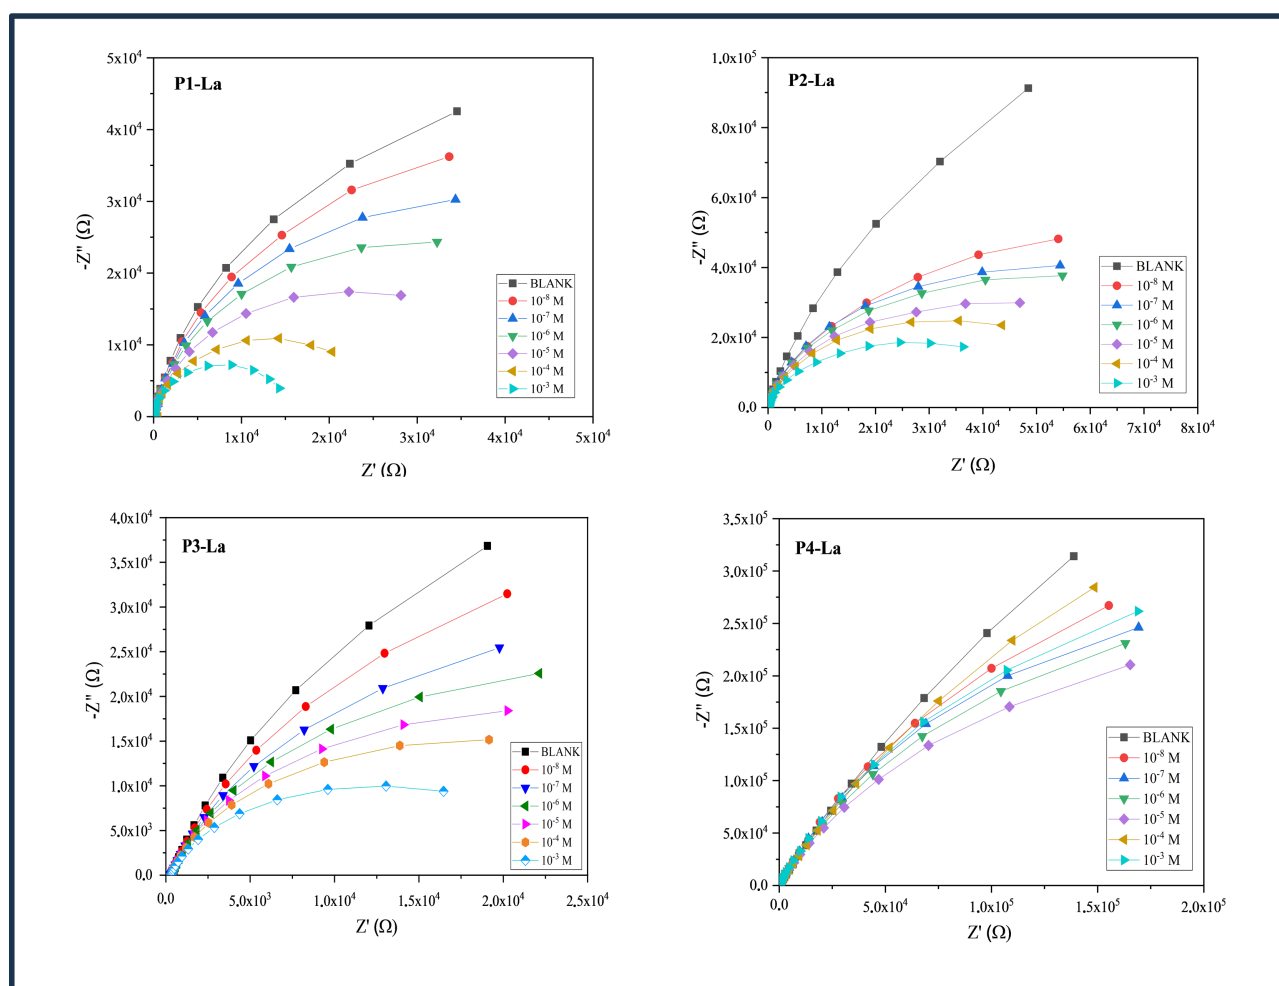 P1-La
5x10⁴
4x10⁴
3x10⁴
2x10⁴
1x10⁴
0
-Z" (Ω)
BLANK
10⁻⁸ M
10⁻⁷ M
10⁻⁶ M
10⁻⁵ M
10⁻⁴ M
10⁻³ M
0 1x10⁴ 2x10⁴ 3x10⁴ 4x10⁴ 5x10⁴
Z' (Ω)
P2-La
1.0x10⁵
8.0x10⁴
6.0x10⁴
4.0x10⁴
2.0x10⁴
0.0
-Z" (Ω)
BLANK
10⁻⁸ M
10⁻⁷ M
10⁻⁶ M
10⁻⁵ M
10⁻⁴ M
10⁻³ M
0 1x10⁴ 2x10⁴ 3x10⁴ 4x10⁴ 5x10⁴ 6x10⁴ 7x10⁴ 8x10⁴
Z' (Ω)
P3-La
4.0x10⁴
3.5x10⁴
3.0x10⁴
2.5x10⁴
2.0x10⁴
1.5x10⁴
1.0x10⁴
5.0x10³
0.0
-Z" (Ω)
BLANK
10⁻⁸ M
10⁻⁷ M
10⁻⁶ M
10⁻⁵ M
10⁻⁴ M
10⁻³ M
0.0 5.0x10³ 1.0x10⁴ 1.5x10⁴ 2.0x10⁴ 2.5x10⁴
Z' (Ω)
P4-La
3.5x10⁵
3.0x10⁵
2.5x10⁵
2.0x10⁵
1.5x10⁵
1.0x10⁵
5.0x10⁴
0.0
-Z" (Ω)
BLANK
10⁻⁸ M
10⁻⁷ M
10⁻⁶ M
10⁻⁵ M
10⁻⁴ M
10⁻³ M
0.0 5.0x10⁴ 1.0x10⁵ 1.5x10⁵ 2.0x10⁵
Z' (Ω)